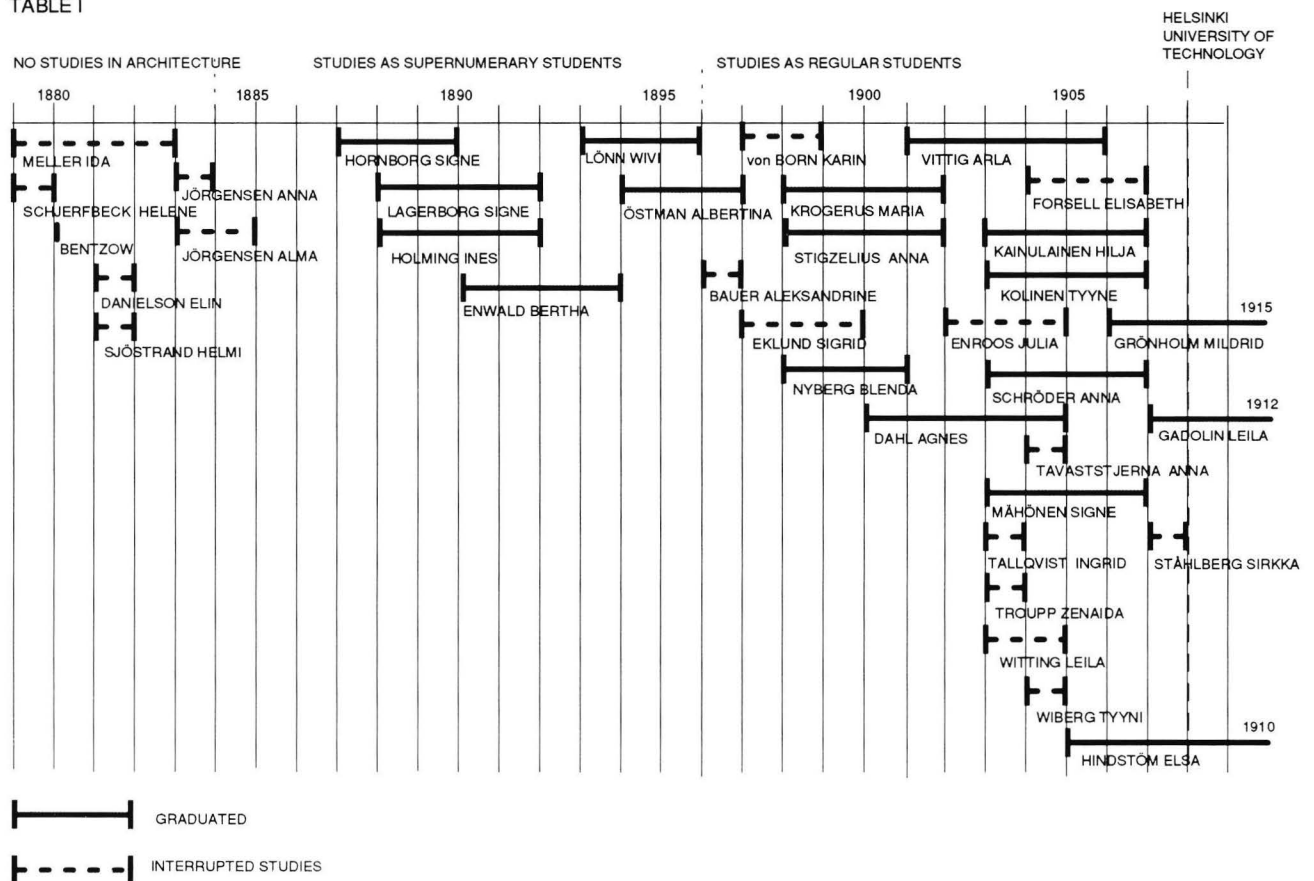 TABLE I
HELSINKI
UNIVERSITY OF
TECHNOLOGY
NO STUDIES IN ARCHITECTURE
STUDIES AS SUPERNUMERARY STUDENTS
STUDIES AS REGULAR STUDENTS
1880
1885
1890
1895
1900
1905
MELLER IDA
HORNBORG SIGNE
LÖNN WIVI
von BORN KARIN
VITTIG ARLA
JÖRGENSEN ANNA
FORSELL ELISABETH
SCHJERFBECK HELENE
LAGERBORG SIGNE
ÖSTMAN ALBERTINA
KROGERUS MARIA
BENTZOW
JÖRGENSEN ALMA
HOLMING INES
STIGZELIUS ANNA
KAINULAINEN HILJA
DANIELSON ELIN
ENWALD BERTHA
BAUER ALEKSANDRINE
KOLINEN TYYNE
1915
SJÖSTRAND HELMI
EKLUND SIGRID
ENROOS JULIA
GRÖNHOLM MILDRID
NYBERG BLENDA
SCHRÖDER ANNA
1912
DAHL AGNES
GADOLIN LEILA
TAVASTSTJERNA ANNA
MÄHÖNEN SIGNE
TALLQVIST INGRID
STÅHLBERG SIRKKA
TROUPP ZENAIDA
WITTING LEILA
WIBERG TYYNI
1910
HINDSTÖM ELSA
GRADUATED
INTERRUPTED STUDIES